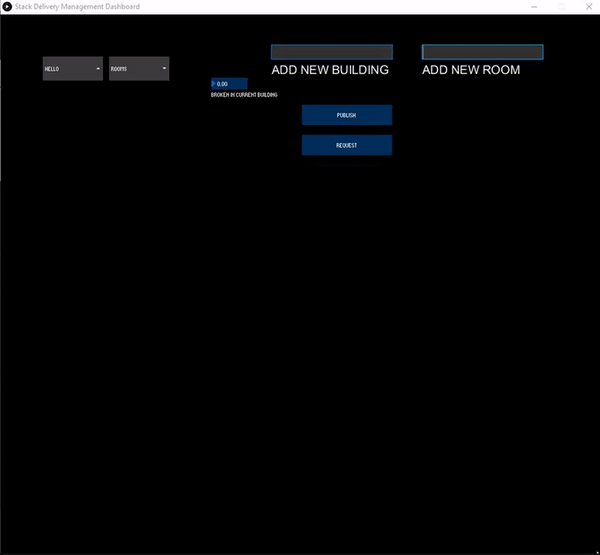 Stack Delivery Management Dashboard
HELLO
ROOMS
0.00
BROKEN IN CURRENT BUILDING
ADD NEW BUILDING
ADD NEW ROOM
PUBLISH
REQUEST